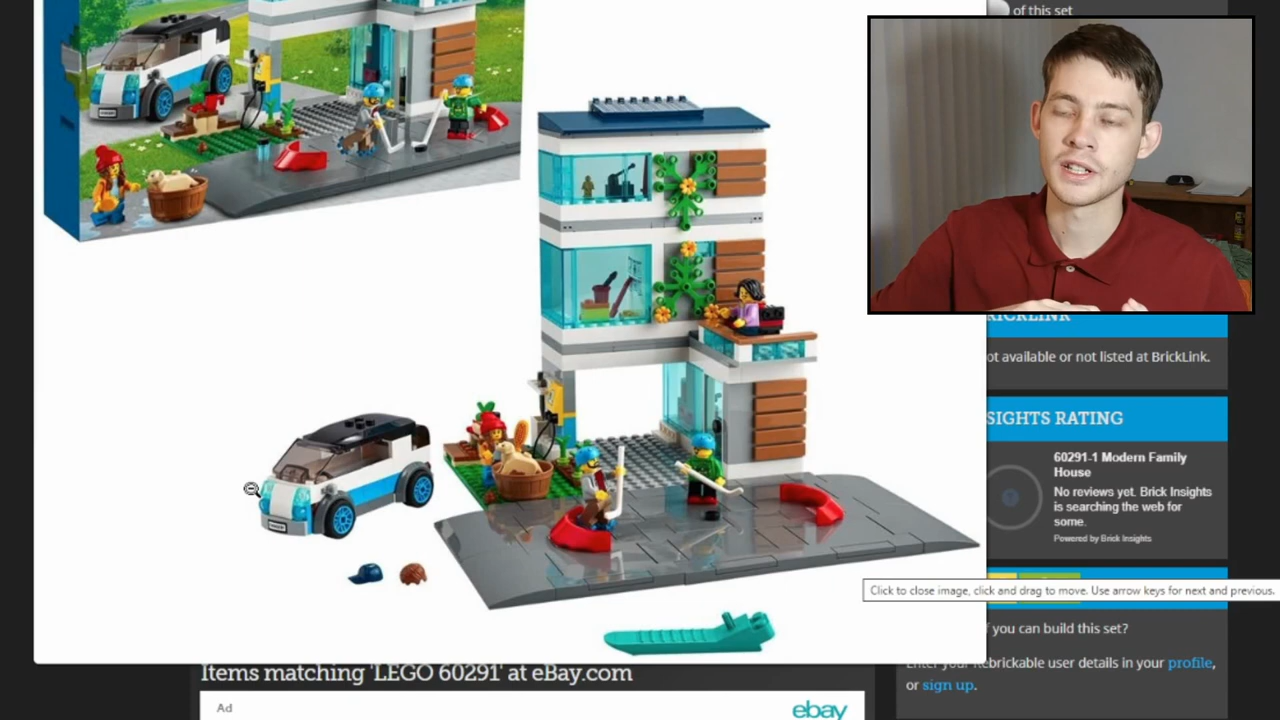 of this set
RICKLINK
ot available or not listed at BrickLink.
SIGHTS RATING
60291-1 Modern Family
House
No reviews yet. Brick Insights
is searching the web for
some.
Powered by Brick Insights
Click to close image, click and drag to move. Use arrow keys for next and previous.
f you can build this set?
Enter your Rebrickable user details in your profile,
or sign up.
Items matching 'LEGO 60291' at eBay.com
Ad
ebay